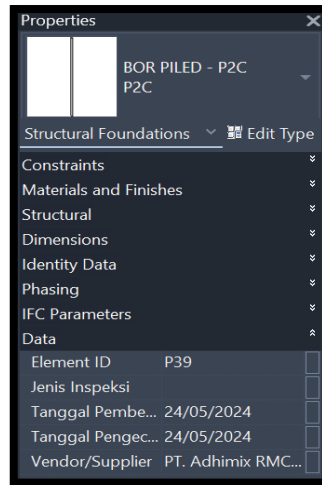 Properties
BOR PILED - P2C
P2C
Structural Foundations Edit Type
Constraints
Materials and Finishes
Structural
Dimensions
Identity Data
Phasing
IFC Parameters
Data
Element ID P39
Jenis Inspeksi
Tanggal Pembe... 24/05/2024
Tanggal Pengec... 24/05/2024
Vendor/Supplier PT. Adhimix RMC...